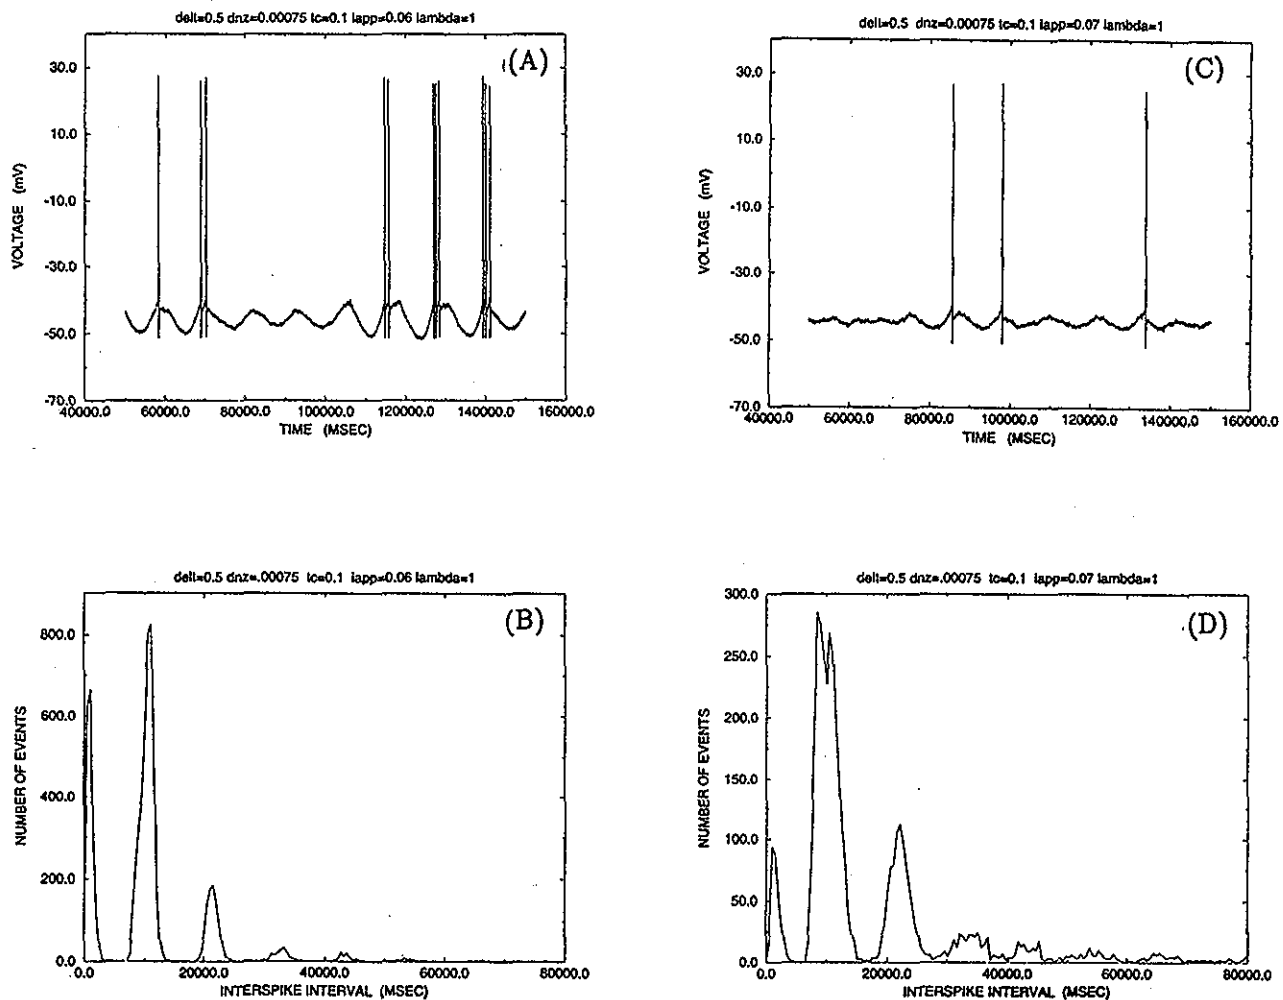 delt=0.5 dnz=0.00075 tc=0.1 Iapp=0.06 lambda=1
(A)
30.0
10.0
-10.0
-30.0
-50.0
-70.0
VOLTAGE (mV)
40000.0 60000.0 80000.0 100000.0 120000.0 140000.0 160000.0
TIME (MSEC)
delt=0.5 dnz=0.00075 tc=0.1 Iapp=0.07 lambda=1
(C)
30.0
10.0
-10.0
-30.0
-50.0
-70.0
VOLTAGE (mV)
40000.0 60000.0 80000.0 100000.0 120000.0 140000.0 160000.0
TIME (MSEC)
delt=0.5 dnz=.00075 tc=0.1 Iapp=0.06 lambda=1
(B)
800.0
600.0
400.0
200.0
0.0
NUMBER OF EVENTS
0.0 20000.0 40000.0 60000.0 80000.0
INTERSPIKE INTERVAL (MSEC)
delt=0.5 dnz=.00075 tc=0.1 Iapp=0.07 lambda=1
(D)
300.0
250.0
200.0
150.0
100.0
50.0
0.0
NUMBER OF EVENTS
0.0 20000.0 40000.0 60000.0 80000.0
INTERSPIKE INTERVAL (MSEC)